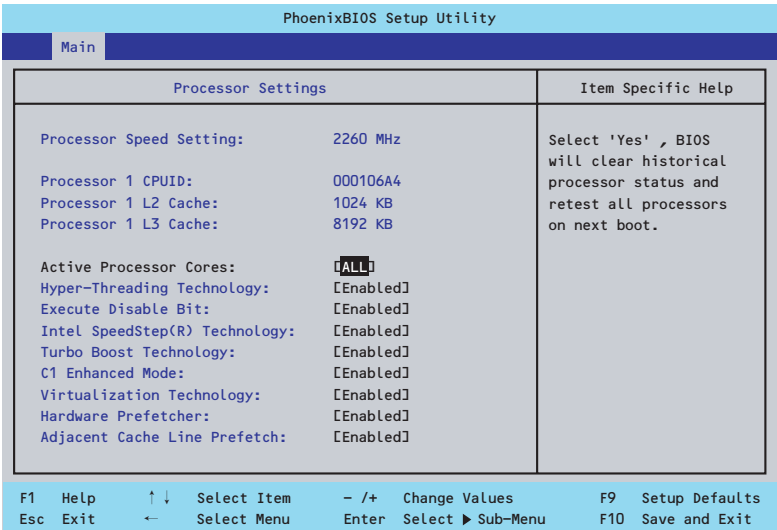 PhoenixBIOS Setup Utility
Main
Processor Settings
Item Specific Help
Processor Speed Setting: 2260 MHz
Processor 1 CPUID: 000106A4
Processor 1 L2 Cache: 1024 KB
Processor 1 L3 Cache: 8192 KB
Active Processor Cores: [ALL]
Hyper-Threading Technology: [Enabled]
Execute Disable Bit: [Enabled]
Intel SpeedStep(R) Technology: [Enabled]
Turbo Boost Technology: [Enabled]
C1 Enhanced Mode: [Enabled]
Virtualization Technology: [Enabled]
Hardware Prefetcher: [Enabled]
Adjacent Cache Line Prefetch: [Enabled]
Select 'Yes' , BIOS
will clear historical
processor status and
retest all processors
on next boot.
F1 Help ↑↓ Select Item - /+ Change Values F9 Setup Defaults
Esc Exit ← Select Menu Enter Select ▶ Sub-Menu F10 Save and Exit